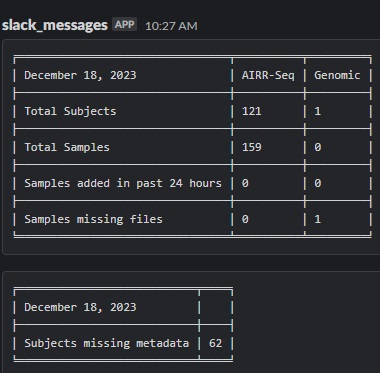 slack_messages APP 10:27 AM
December 18, 2023 AIRR-Seq Genomic
Total Subjects 121 1
Total Samples 159 0
Samples added in past 24 hours 0 0
Samples missing files 0 1
December 18, 2023
Subjects missing metadata 62